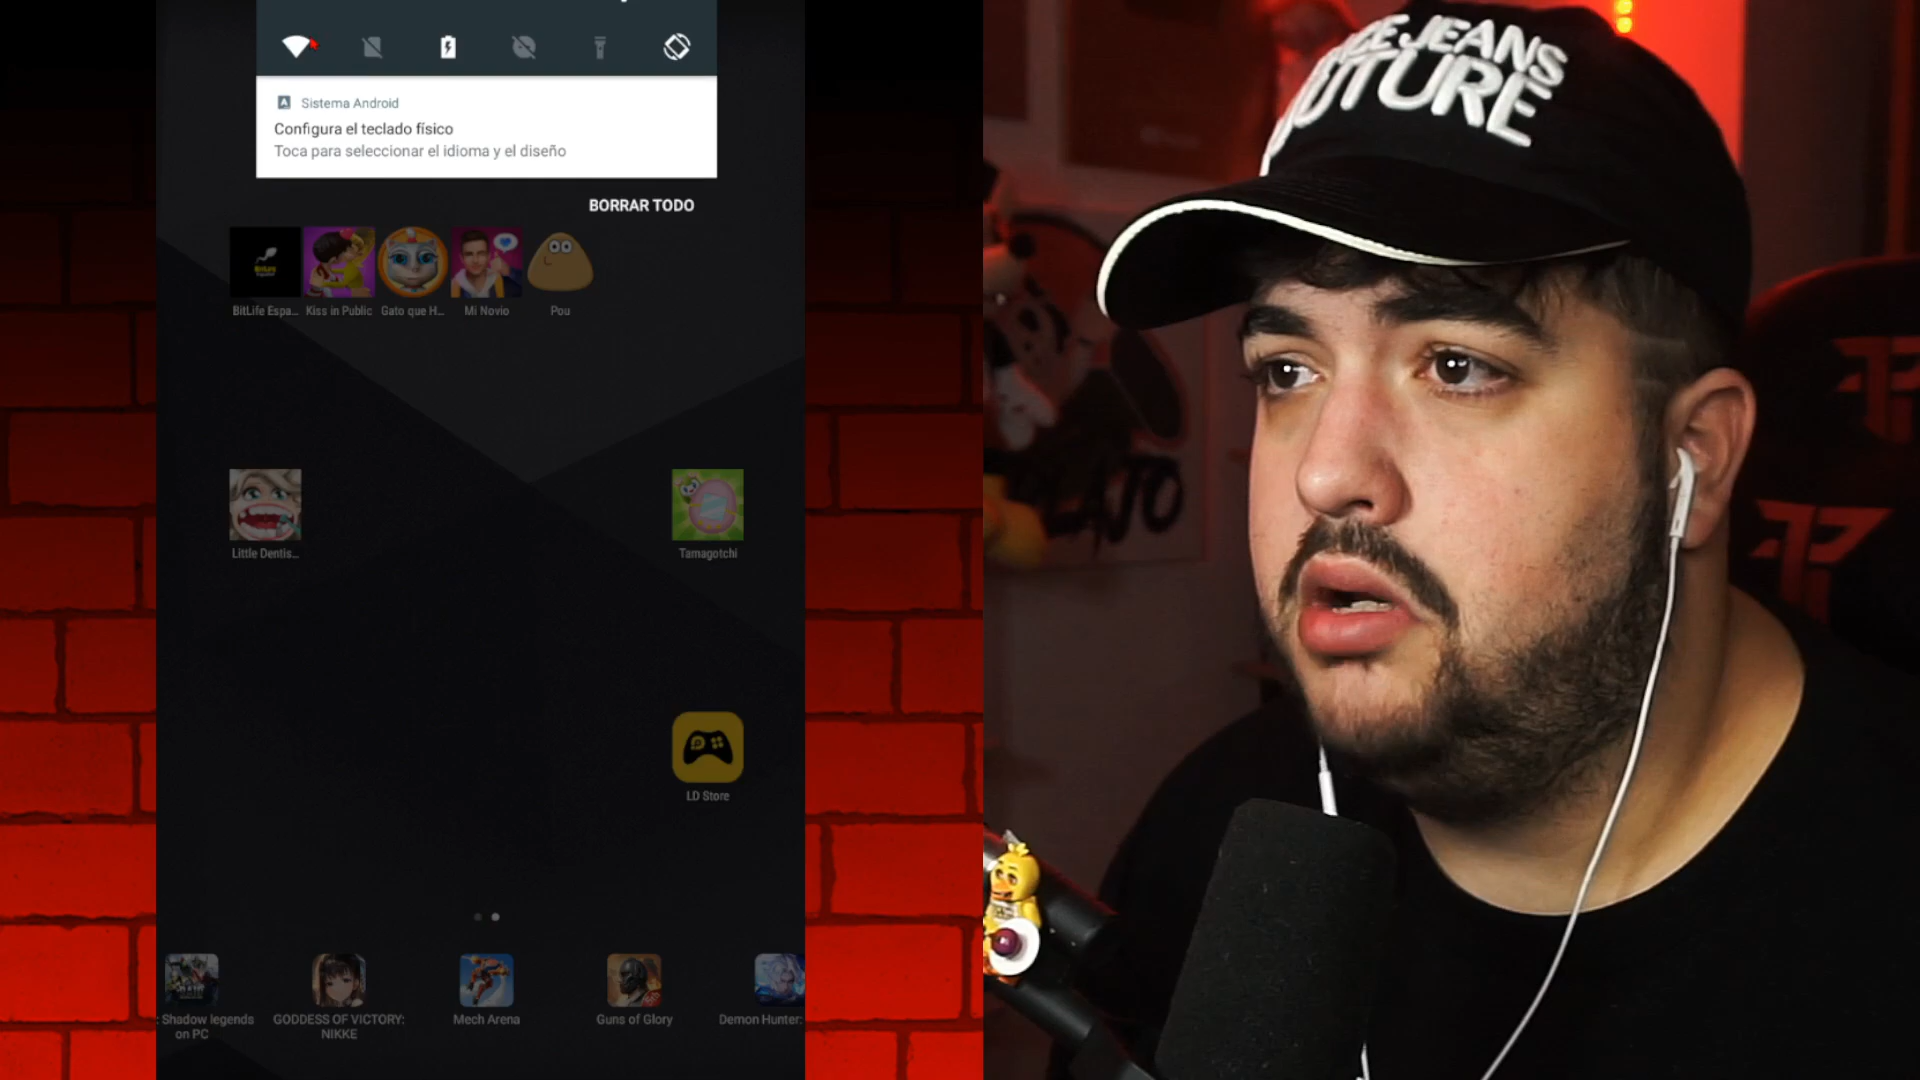 Sistema Android
Configura el teclado físico
Toca para seleccionar el idioma y el diseño
BORRAR TODO
BitLife Espa...
Kiss in Public
Gato que H...
Mi Novio
Pou
Little Dentis...
Tamagotchi
LD Store
: Shadow legends
on PC
GODDESS OF VICTORY:
NIKKE
Mech Arena
Guns of Glory
Demon Hunter:
JEANS